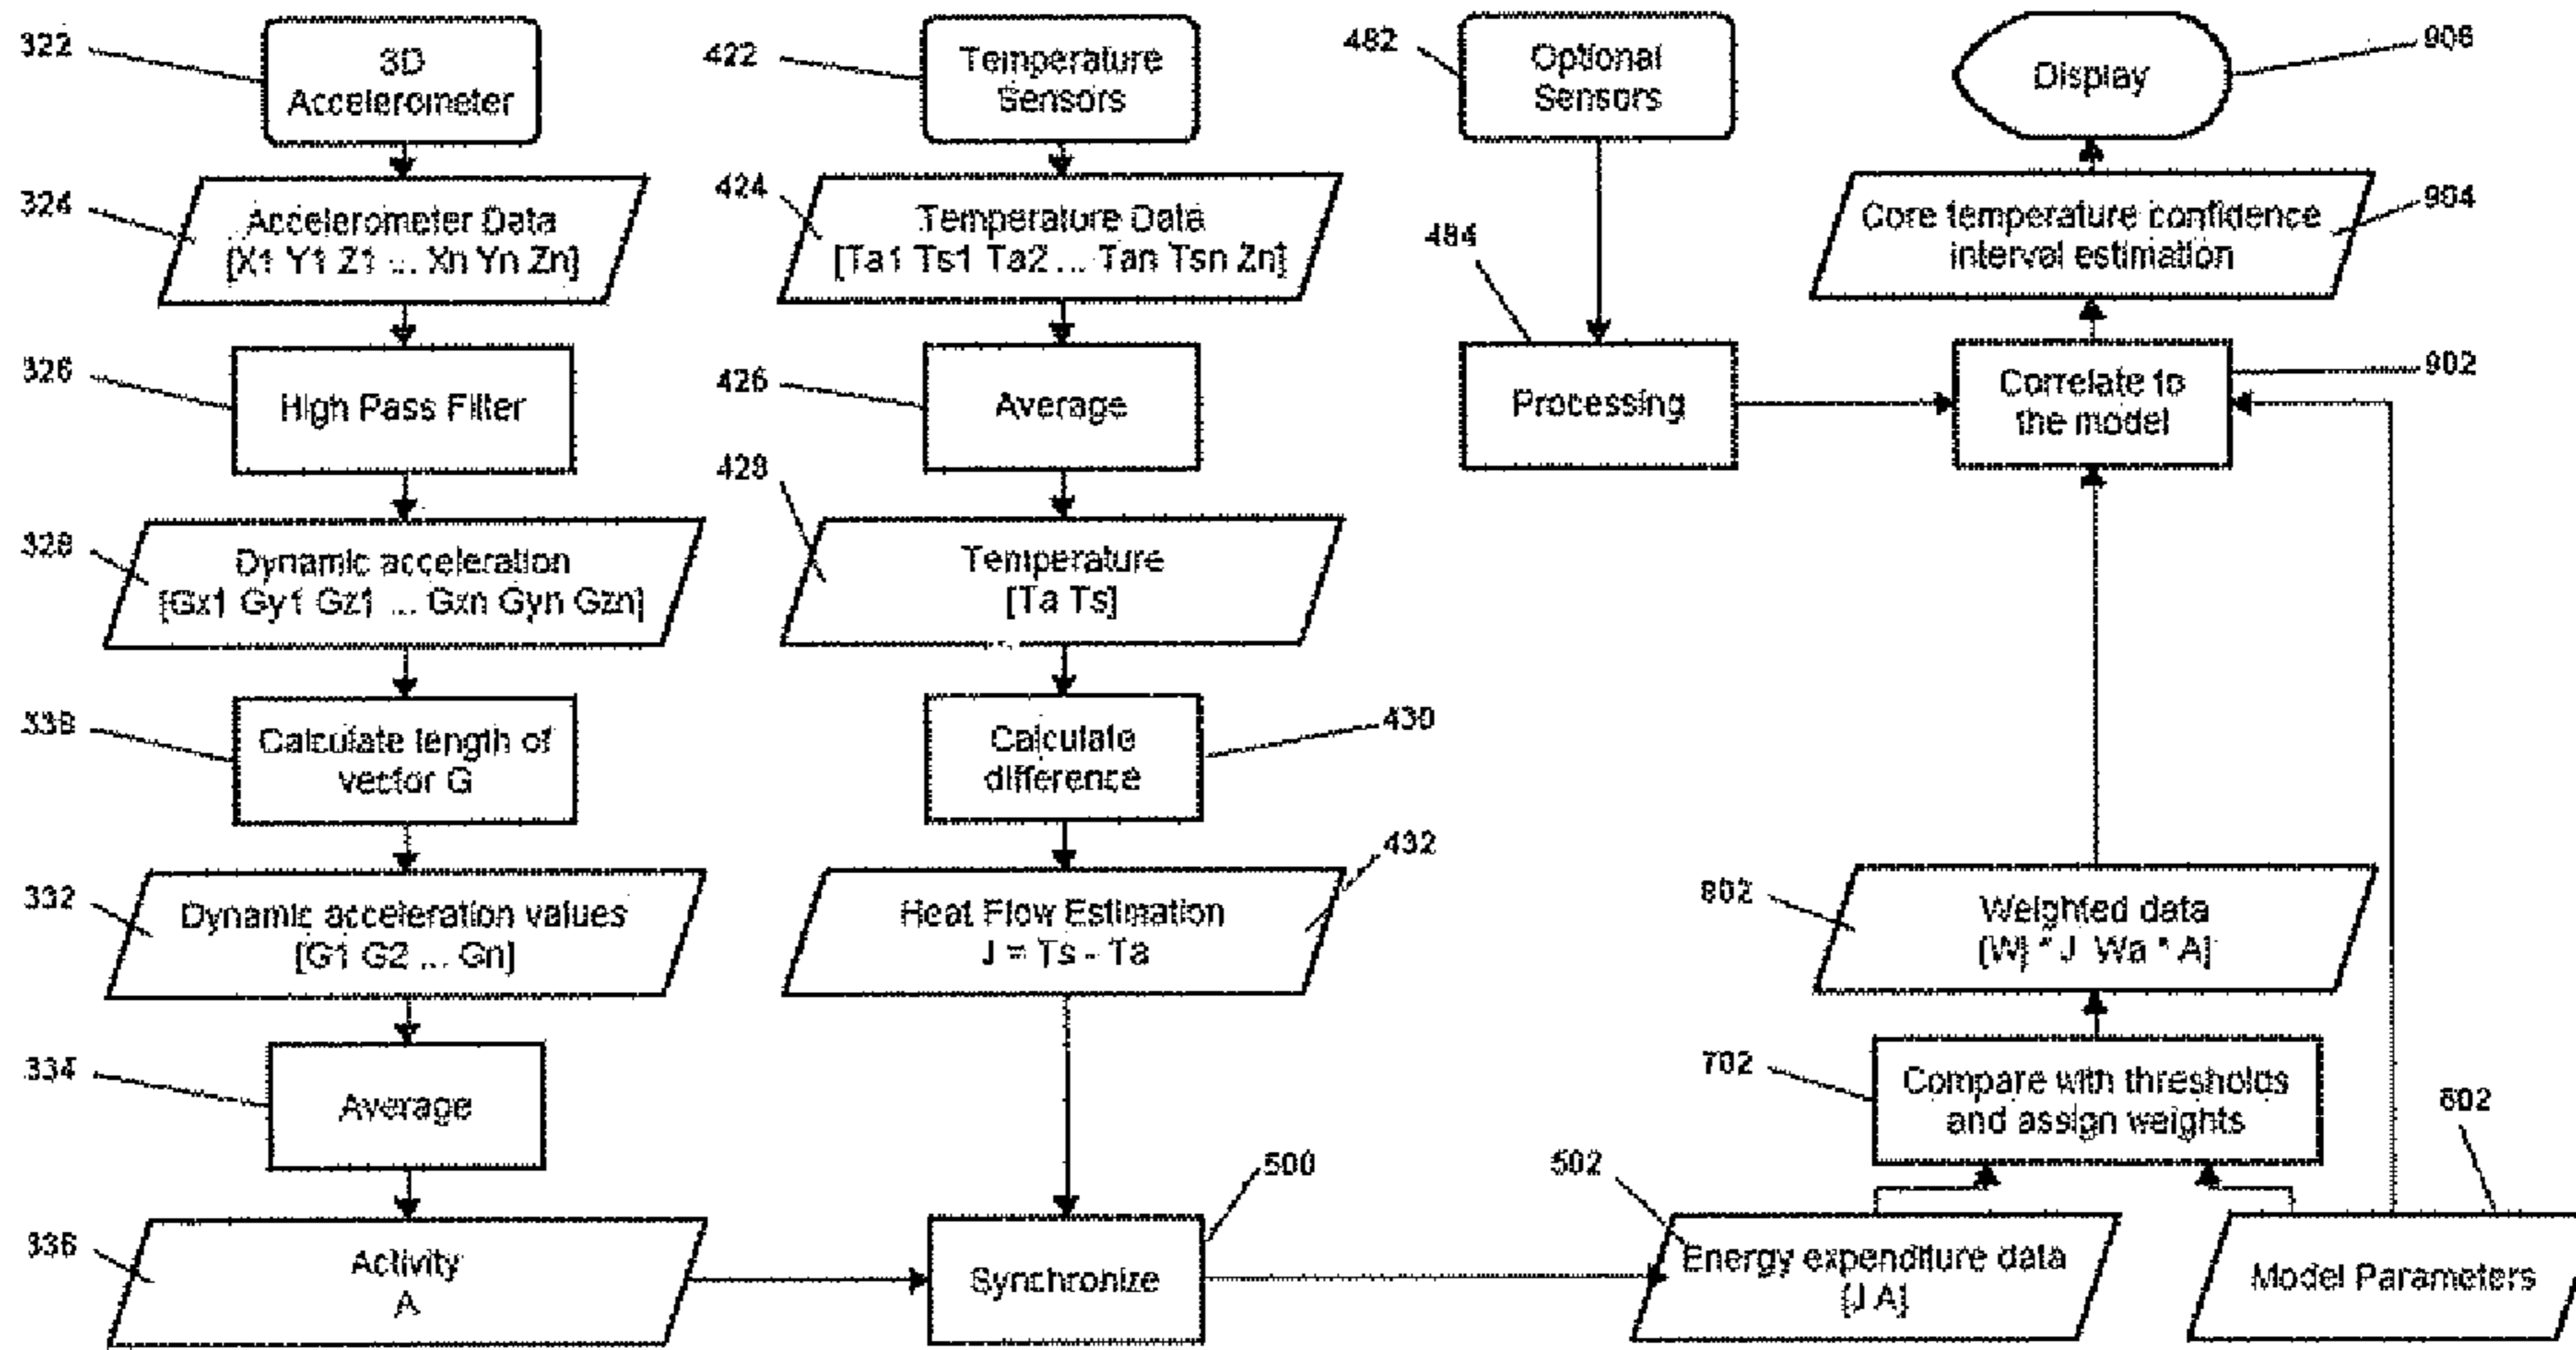 322
3D
Accelerometer
324
Accelerometer Data
[X1 Y1 Z1 ... Xn Yn Zn]
326
High Pass Filter
328
Dynamic acceleration
[Gx1 Gy1 Gz1 ... Gxn Gyn Gzn]
Calculate length of
vector G
332
Dynamic acceleration values
[G1 G2 ... Gn]
334
Average
336
Activity
A
422
Temperature
Sensors
424
Temperature Data
[Ta1 Ts1 Ta2 ... Tan Tsn Zn]
426
Average
428
Temperature
[Ta Ts]
430
Calculate
difference
432
Heat Flow Estimation
J = Ts - Ta
500
Synchronize
482
Optional
Sensors
484
Processing
906
Display
904
Core temperature confidence
interval estimation
902
Correlate to
the model
802
Weighted data
[Wj * J Wa * A]
702
Compare with thresholds
and assign weights
502
Energy expenditure data
[J A]
Model Parameters